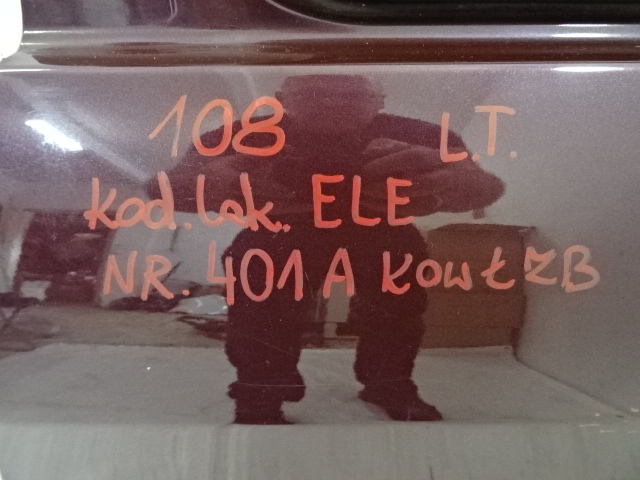 108 L.T.
kod.lak. ELE
NR. 401 A KOWŁZB